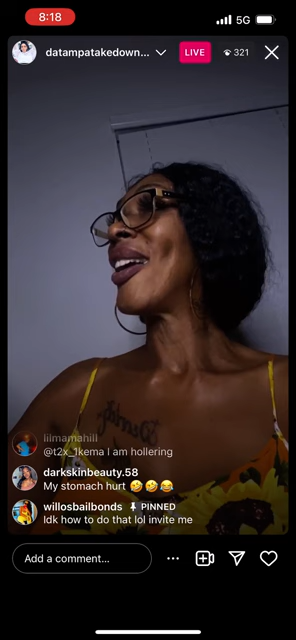 8:18
5G
datampatakedown...
LIVE
321
lilmamahill
@t2x_1kema I am hollering
darkskinbeauty.58
My stomach hurt 🤣🤣😂
willosbailbonds PINNED
Idk how to do that lol invite me
Add a comment...